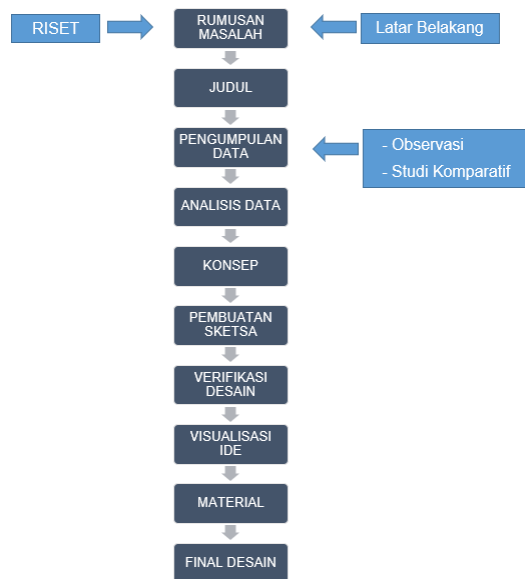 RISET
RUMUSAN
MASALAH
Latar Belakang
JUDUL
PENGUMPULAN
DATA
- Observasi
- Studi Komparatif
ANALISIS DATA
KONSEP
PEMBUATAN
SKETSA
VERIFIKASI
DESAIN
VISUALISASI
IDE
MATERIAL
FINAL DESAIN